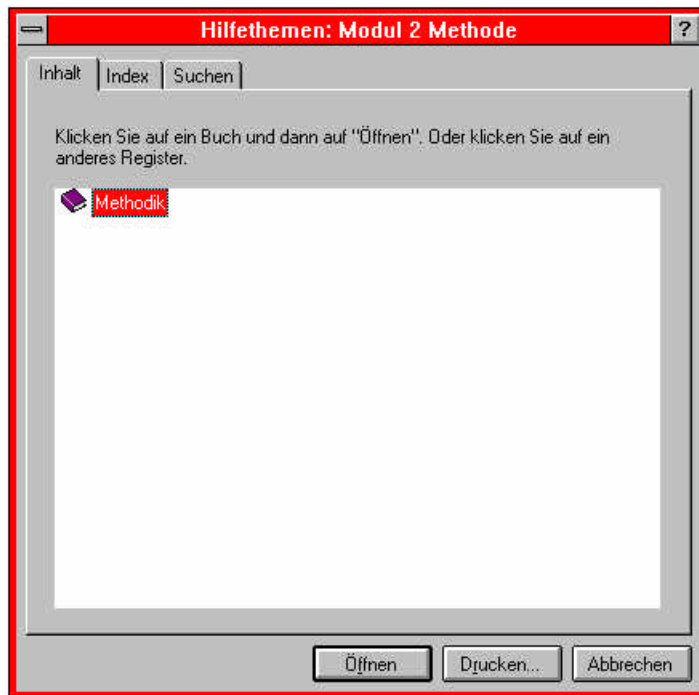 Hilfethemen: Modul 2 Methode ?
Inhalt Index Suchen
Klicken Sie auf ein Buch und dann auf "Öffnen". Oder klicken Sie auf ein
anderes Register.
Methodik
Öffnen Drucken... Abbrechen